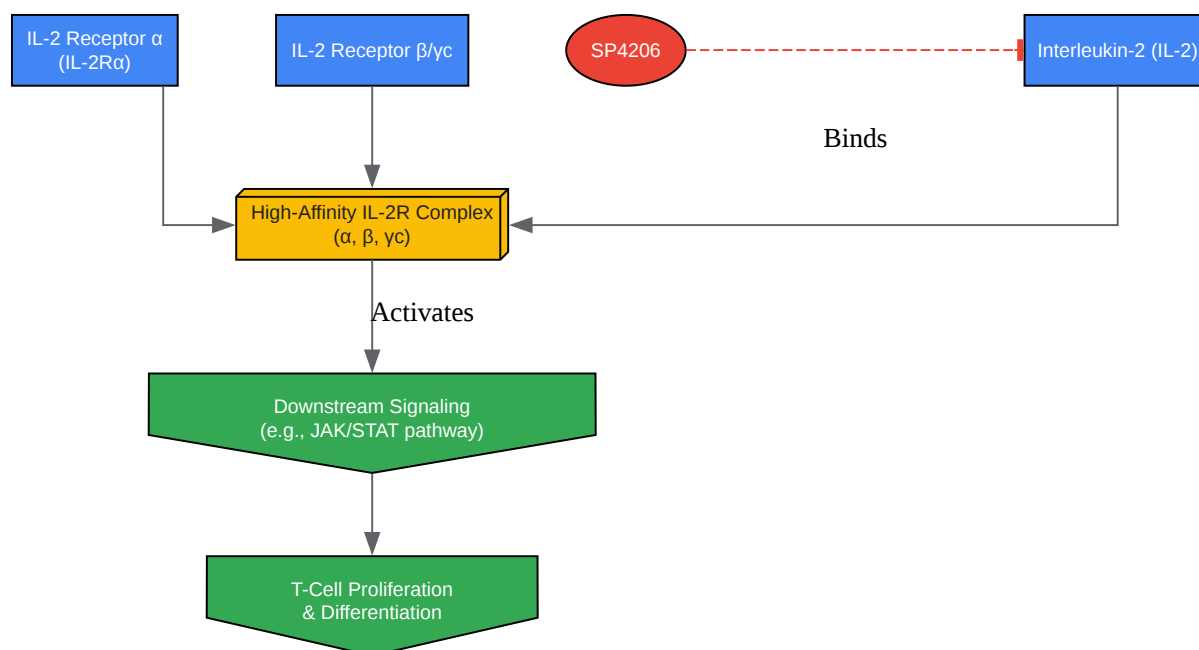 IL-2 Receptor α
(IL-2Rα)
IL-2 Receptor β/γc
SP4206
Interleukin-2 (IL-2)
Binds
High-Affinity IL-2R Complex
(α, β, γc)
Activates
Downstream Signaling
(e.g., JAK/STAT pathway)
T-Cell Proliferation
& Differentiation